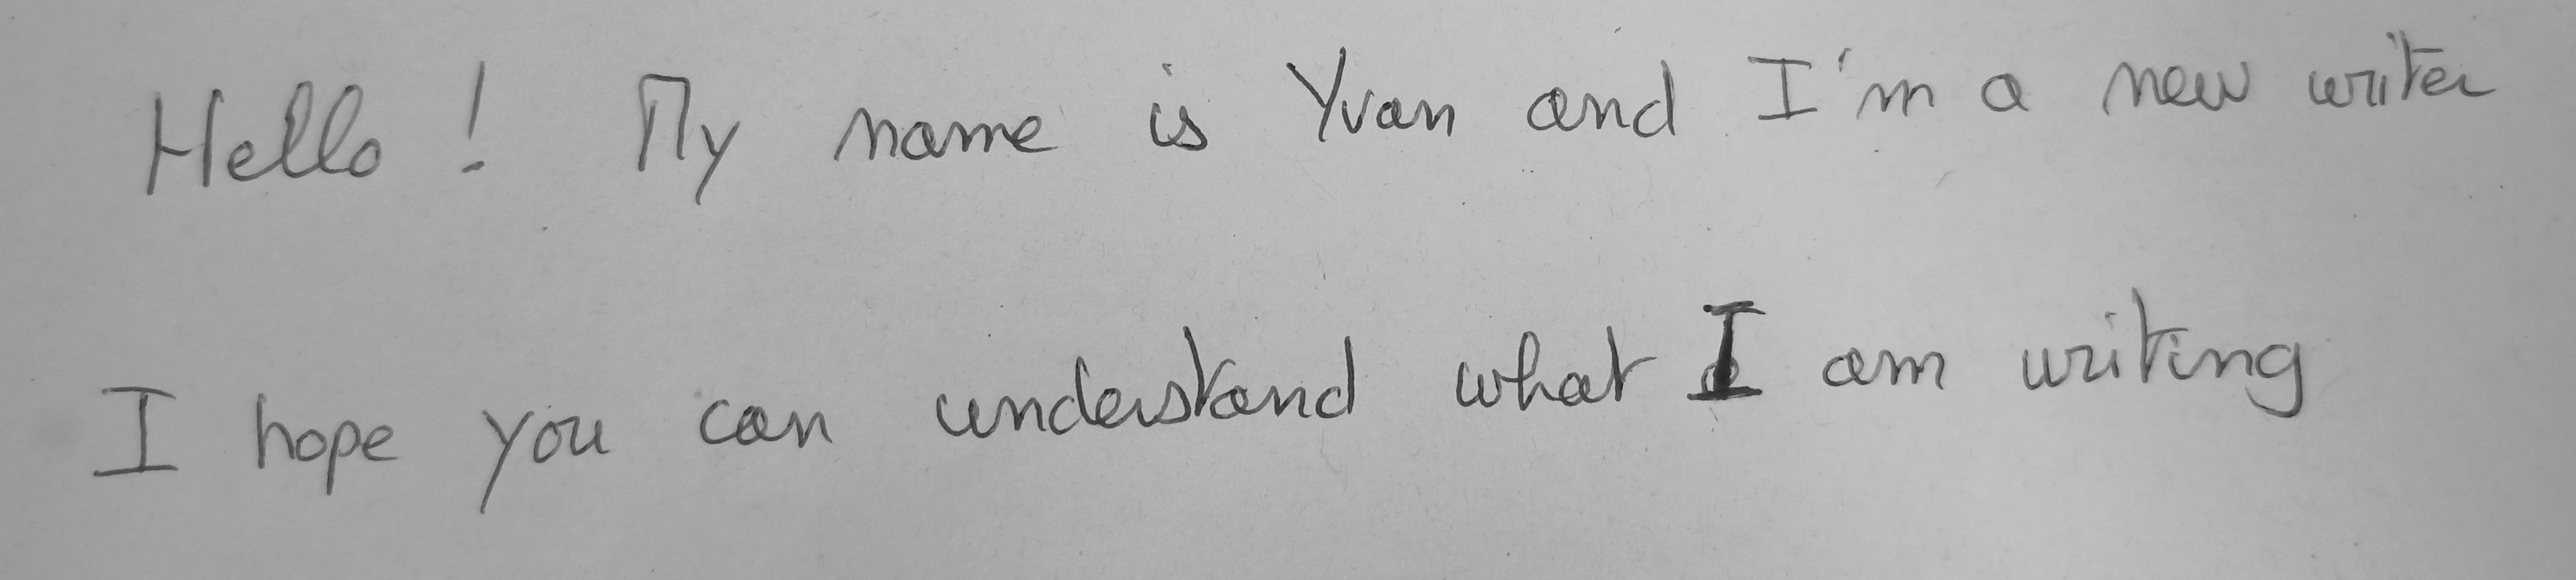 Hello ! My name is Yvan and I'm a new writer
I hope you can understand what I am writing